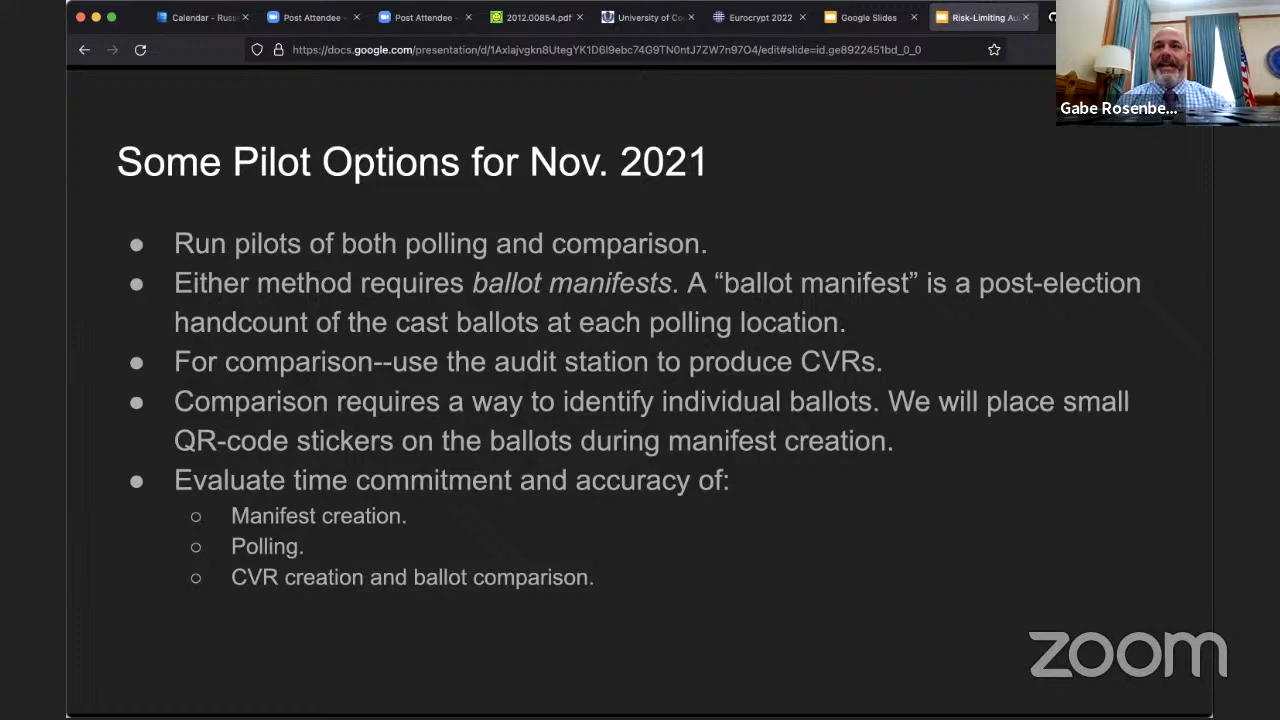 Calendar - Russ
Post Attendee -
Post Attendee -
2012.00854.pdf
University of Co
Eurocrypt 2022
Google Slides
Risk-Limiting Au
https://docs.google.com/presentation/d/1AxIajvgkn8UtegYK1D6I9ebc74G9TN0ntJ7ZW7n97O4/edit#slide=id.ge8922451bd_0_0
Gabe Rosenbe...
Some Pilot Options for Nov. 2021
● Run pilots of both polling and comparison.
● Either method requires ballot manifests. A “ballot manifest” is a post-election
handcount of the cast ballots at each polling location.
● For comparison--use the audit station to produce CVRs.
● Comparison requires a way to identify individual ballots. We will place small
QR-code stickers on the ballots during manifest creation.
● Evaluate time commitment and accuracy of:
○ Manifest creation.
○ Polling.
○ CVR creation and ballot comparison.
zoom